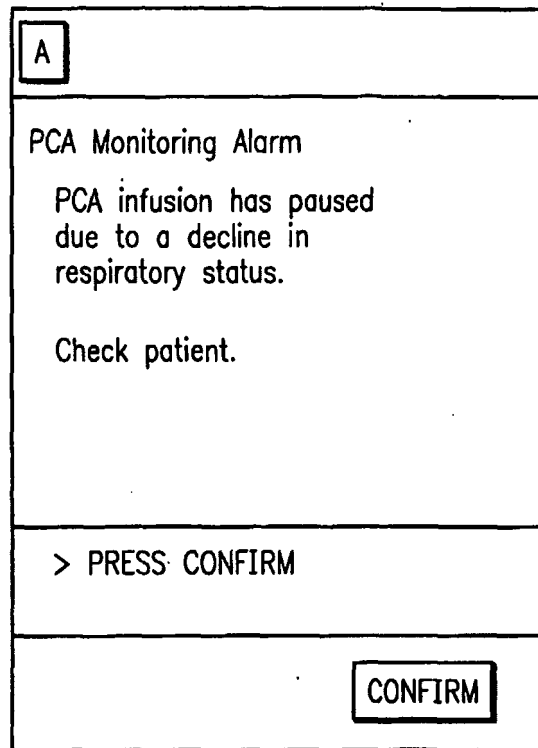 A
PCA Monitoring Alarm
PCA infusion has paused
due to a decline in
respiratory status.
Check patient.
> PRESS CONFIRM
CONFIRM